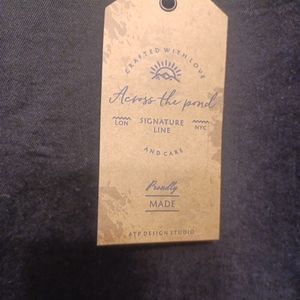 CRAFTED WITH LOVE
Across the pond
LON SIGNATURE NYC
LINE
AND CARE
Proudly
MADE
ATP DESIGN STUDIO